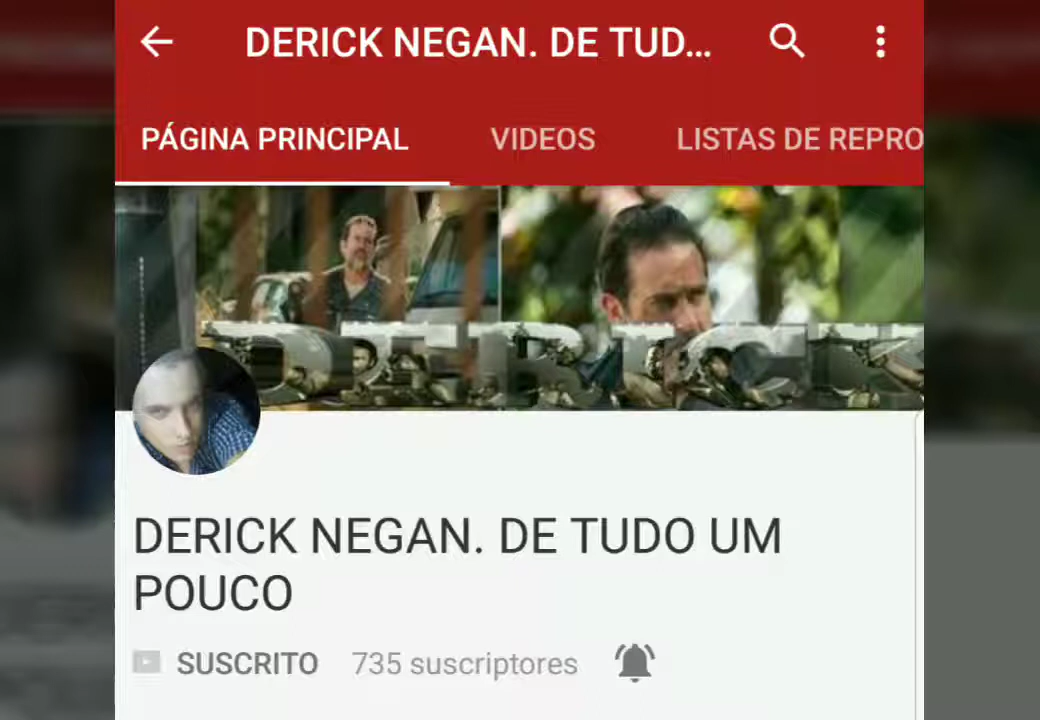 DERICK NEGAN. DE TUD...
PÁGINA PRINCIPAL VIDEOS LISTAS DE REPRO
DERICK
DERICK NEGAN. DE TUDO UM
POUCO
SUSCRITO 735 suscriptores